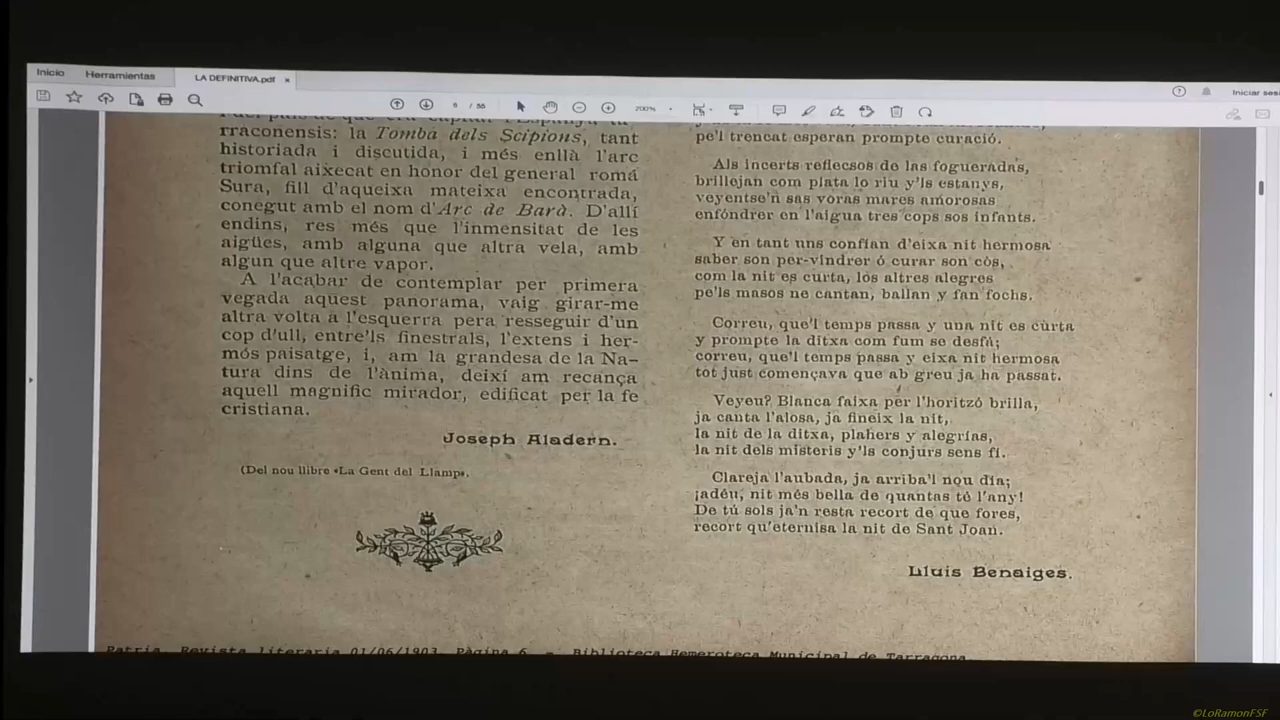 Inicio
Herramientas
LA DEFINITIVA.pdf ×
Iniciar ses
6 / 55
200%
rraconensis: la Tomba dels Scipions, tant
historiada i discutida, i més enllà l'arc
triomfal aixecat en honor del general romá
Sura, fill d'aqueixa mateixa encontrada,
conegut amb el nom d'Arc de Barà. D'allí
endins, res més que l'inmensitat de les
aigües, amb alguna que altra vela, amb
algun que altre vapor.
A l'acabar de contemplar per primera
vegada aquest panorama, vaig girar-me
altra volta a l'esquerra pera resseguir d'un
cop d'ull, entre'ls finestrals, l'extens i her-
mós paisatge, i, am la grandesa de la Na-
tura dins de l'ànima, deixí am recança
aquell magnific mirador, edificat per la fe
cristiana.
Joseph Aladern.
(Del nou llibre «La Gent del Llamp».
pe'l trencat esperan prompte curació.
Als incerts reflecsos de las fogueradas,
brillejan com plata lo riu y'ls estanys,
veyentse'n sas voras mares amorosas
enfóndrer en l'aigua tres cops sos infants.
Y en tant uns confían d'eixa nit hermosa
saber son per-vindrer ó curar son cós,
com la nit es curta, los altres alegres
pe'ls masos ne cantan, ballan y fan fochs.
Correu, que'l temps passa y una nit es curta
y prompte la ditxa com fum se desfá;
correu, que'l temps passa y eixa nit hermosa
tot just començava que ab greu ja ha passat.
Veyeu? Blanca faixa per l'horitzó brilla,
ja canta l'alosa, ja fineix la nit,
la nit de la ditxa, plahers y alegrías,
la nit dels misteris y'ls conjurs sens fi.
Clareja l'aubada, ja arriba'l nou día;
¡adéu, nit més bella de quantas té l'any!
De tú sols ja'n resta recort de que fores,
recort qu'eternisa la nit de Sant Joan.
Lluis Benaiges.
Patria. Revista literaria 01/06/1903. Pàgina 6 - Biblioteca Hemeroteca Municipal de Tarragona
©LoRamonFSF